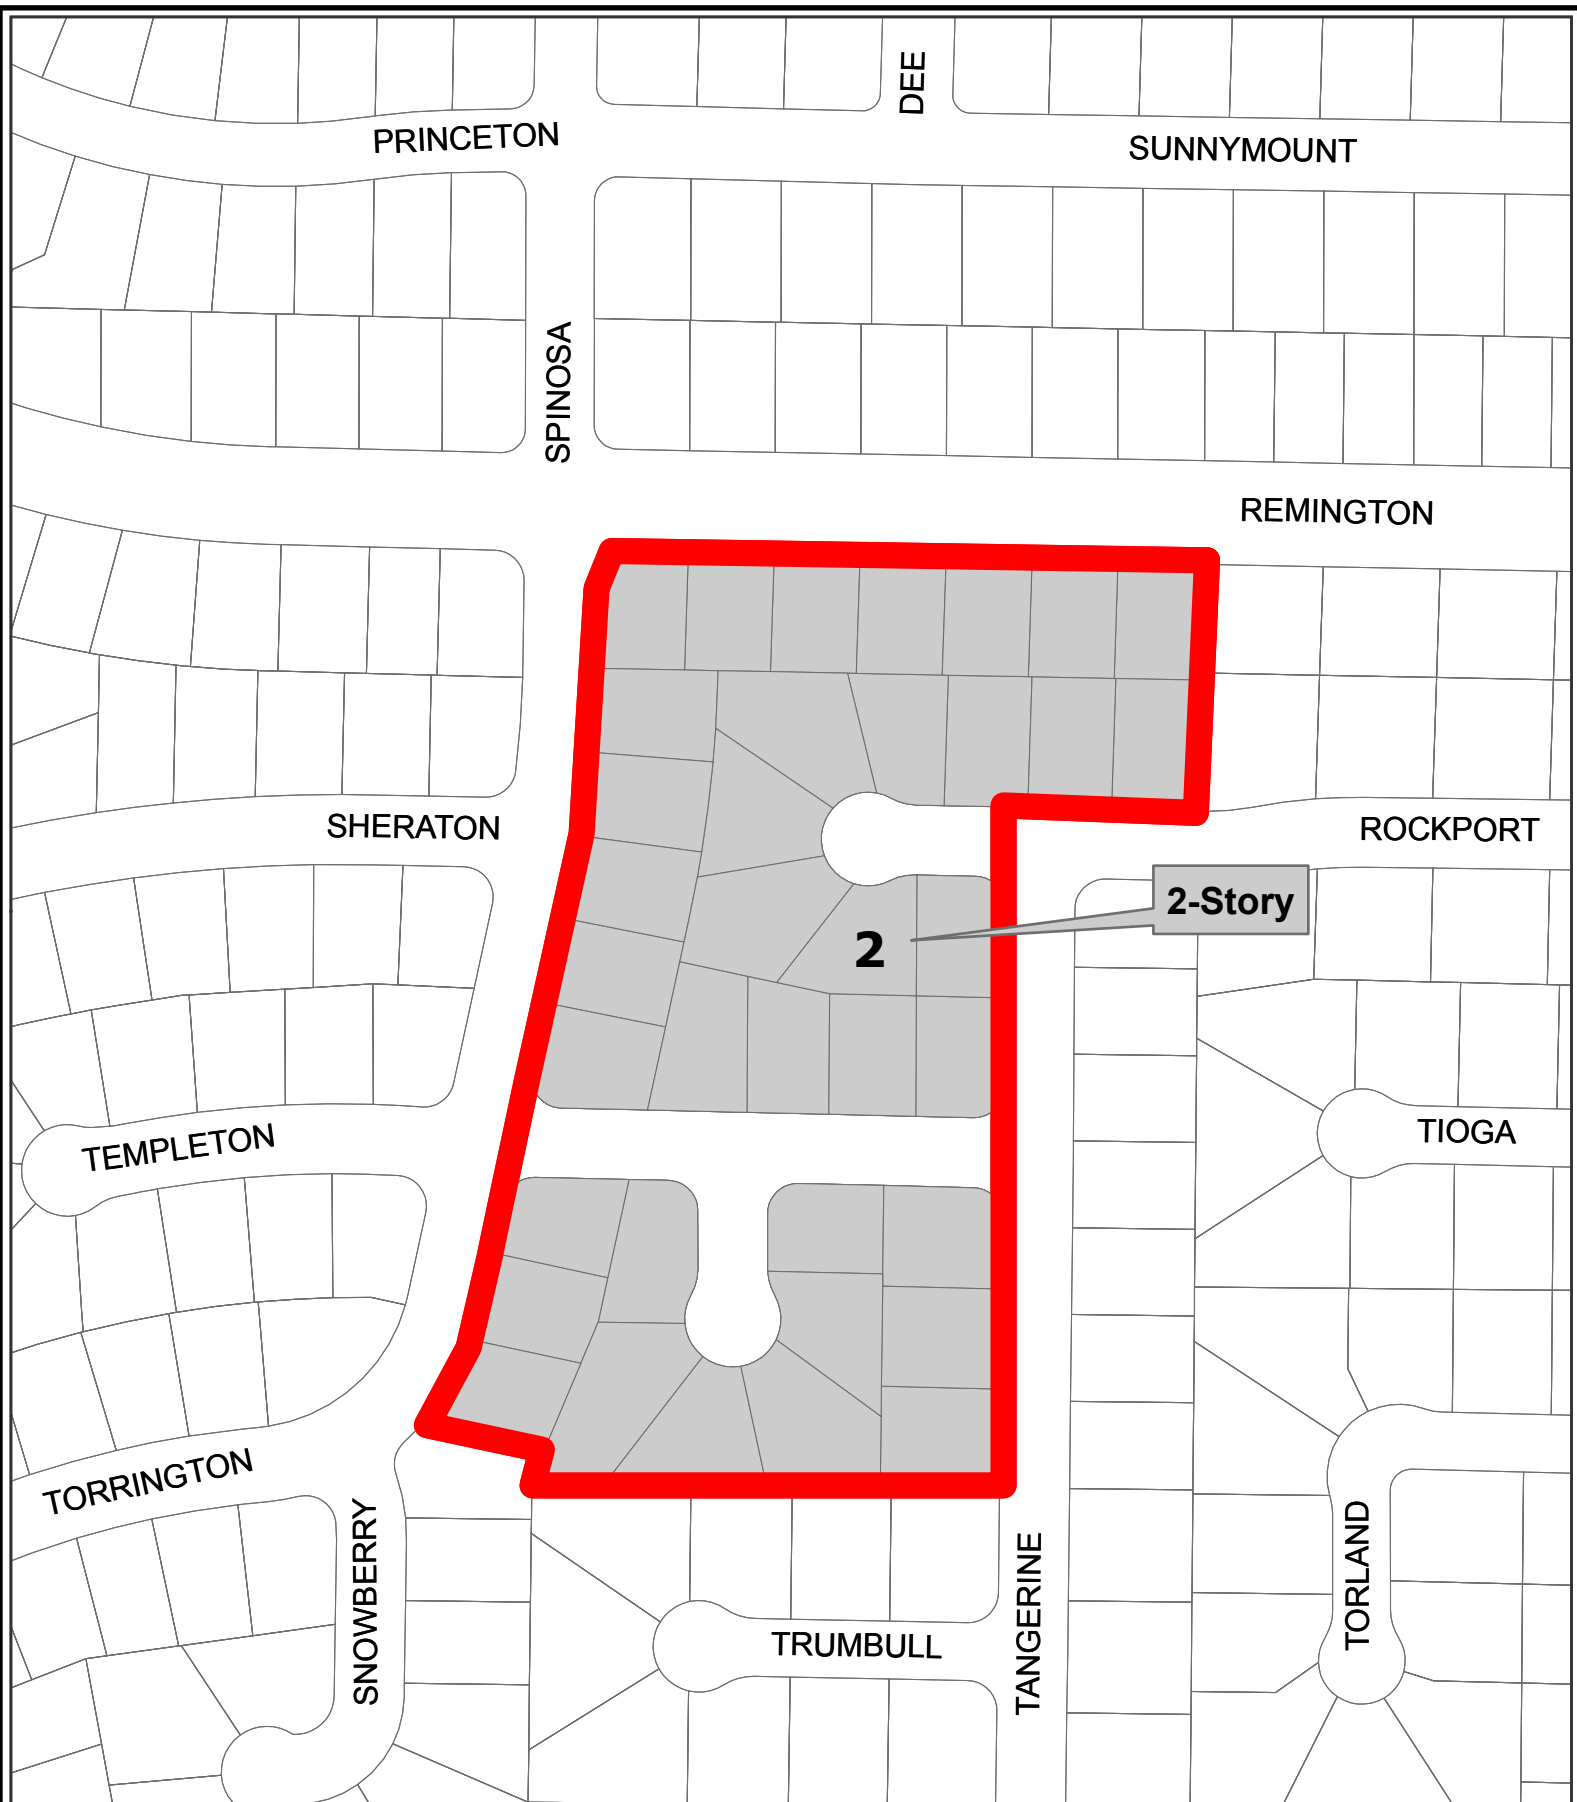 DEE
PRINCETON
SUNNYMOUNT
SPINOSA
REMINGTON
SHERATON
ROCKPORT
2-Story
2
TEMPLETON
TIOGA
TORRINGTON
SNOWBERRY
TANGERINE
TORLAND
TRUMBULL